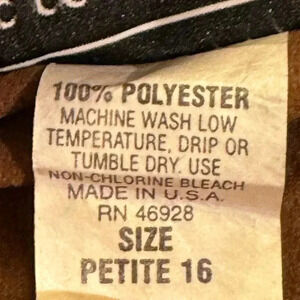 100% POLYESTER
MACHINE WASH LOW
TEMPERATURE, DRIP OR
TUMBLE DRY. USE
NON-CHLORINE BLEACH
MADE IN U.S.A.
RN 46928
SIZE
PETITE 16